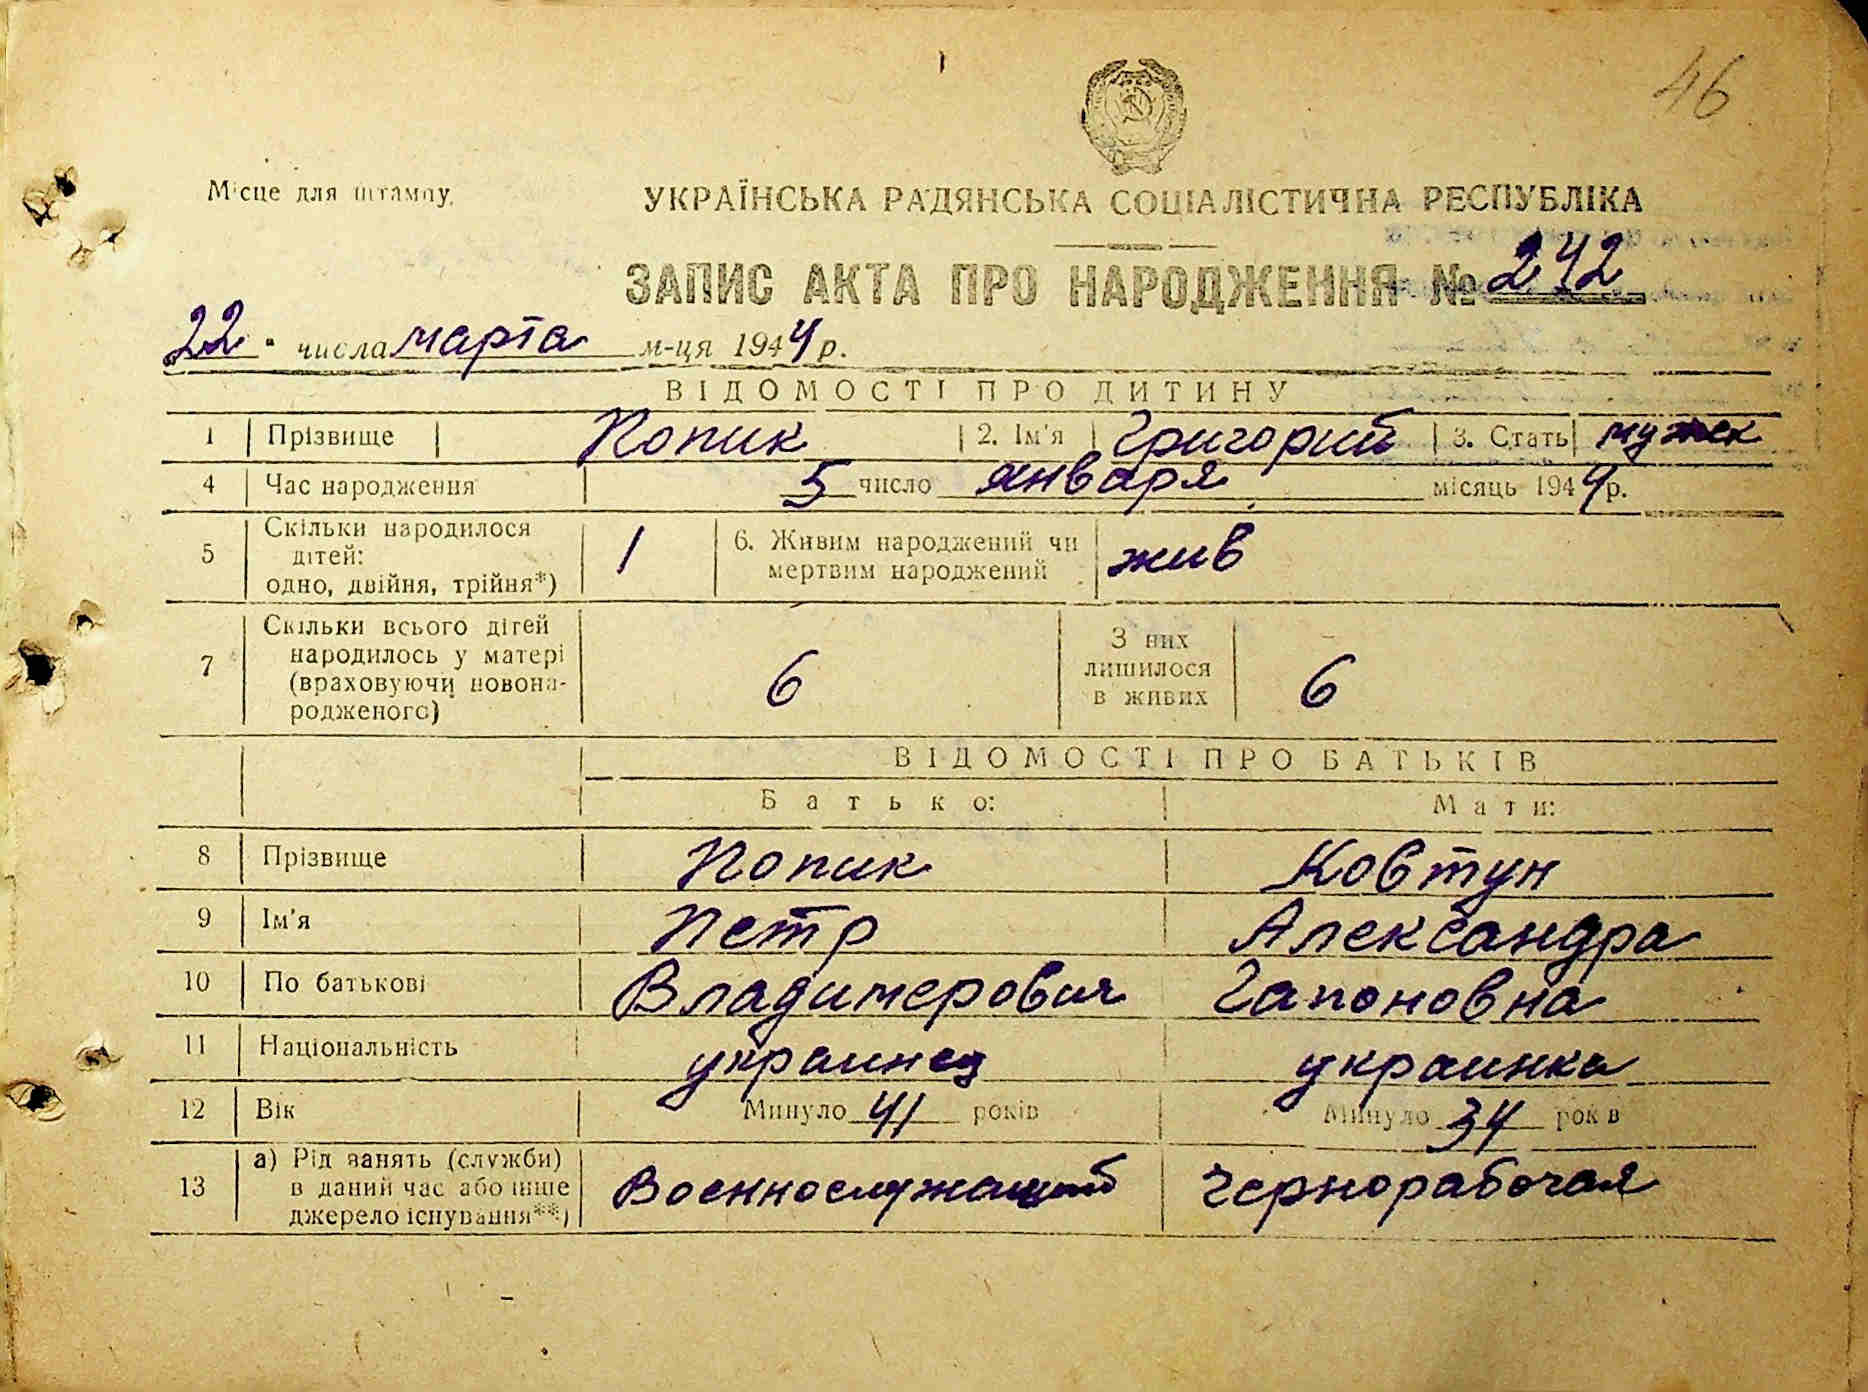 46
Місце для штампу.
УКРАЇНСЬКА РАДЯНСЬКА СОЦІАЛІСТИЧНА РЕСПУБЛІКА
ЗАПИС АКТА ПРО НАРОДЖЕННЯ № 242
22 числа марта м-ця 1944 р.
ВІДОМОСТІ ПРО ДИТИНУ
1 Прізвище Попик 2. Ім'я Григорий 3. Стать мужск
4 Час народження 5 число января місяць 1944 р.
5 Скільки народилося дітей: одно, двійня, трійня*) 1 6. Живим народжений чи мертвим народжений жив
7 Скільки всього дітей народилось у матері (враховуючи новона-родженого) 6 З них лишилося в живих 6
ВІДОМОСТІ ПРО БАТЬКІВ
Батько: Мати:
8 Прізвище Попик Ковтун
9 Ім'я Петр Александра
10 По батькові Владимерович Гапоновна
11 Національність украинец украинка
12 Вік Минуло 41 років Минуло 34 років
13 а) Рід занять (служби) в даний час або інше джерело існування**) Военнослужащий Чернорабочая